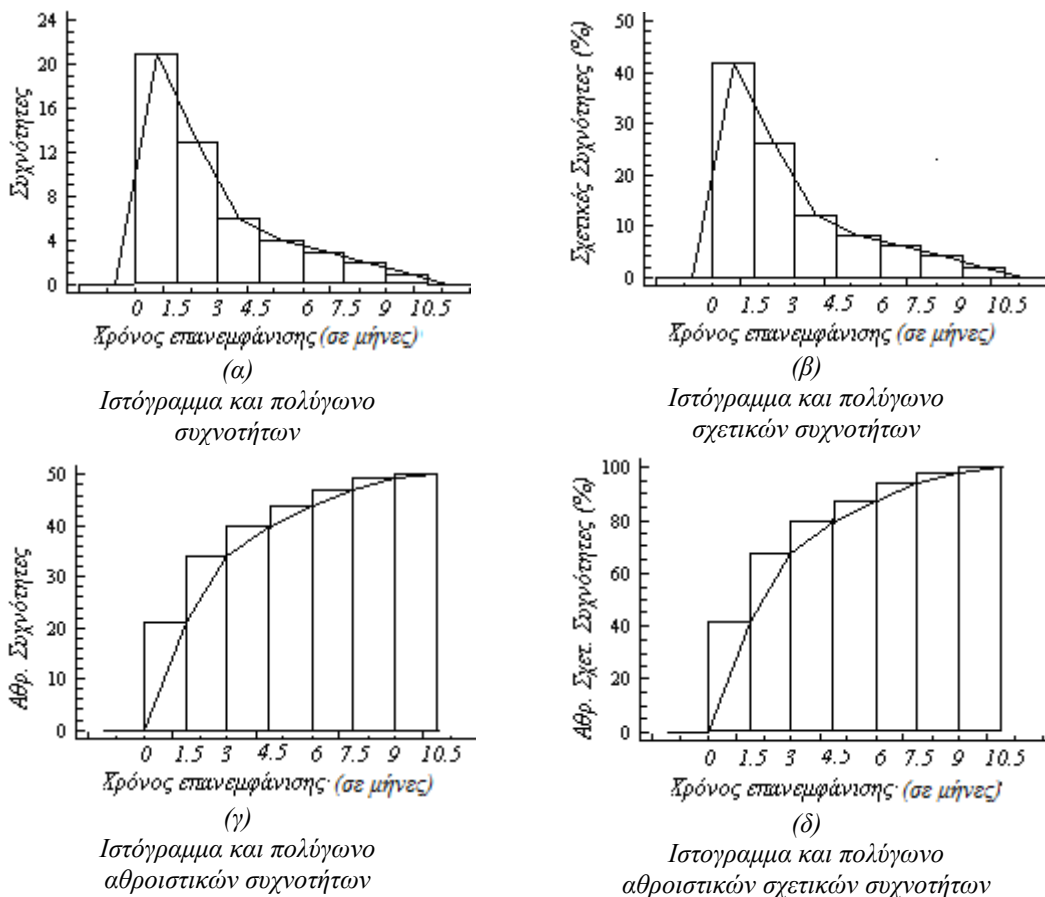 24
20
16
12
8
4
0
Συχνότητες
0 1.5 3 4.5 6 7.5 9 10.5
Χρόνος επανεμφάνισης (σε μήνες)
(α)
Ιστόγραμμα και πολύγωνο
συχνοτήτων
50
40
30
20
10
0
Σχετικές Συχνότητες (%)
0 1.5 3 4.5 6 7.5 9 10.5
Χρόνος επανεμφάνισης (σε μήνες)
(β)
Ιστόγραμμα και πολύγωνο
σχετικών συχνοτήτων
50
40
30
20
10
0
Αθρ. Συχνότητες
0 1.5 3 4.5 6 7.5 9 10.5
Χρόνος επανεμφάνισης (σε μήνες)
(γ)
Ιστόγραμμα και πολύγωνο
αθροιστικών συχνοτήτων
100
80
60
40
20
0
Αθρ. Σχετ. Συχνότητες (%)
0 1.5 3 4.5 6 7.5 9 10.5
Χρόνος επανεμφάνισης (σε μήνες)
(δ)
Ιστογραμμα και πολύγωνο
αθροιστικών σχετικών συχνοτήτων